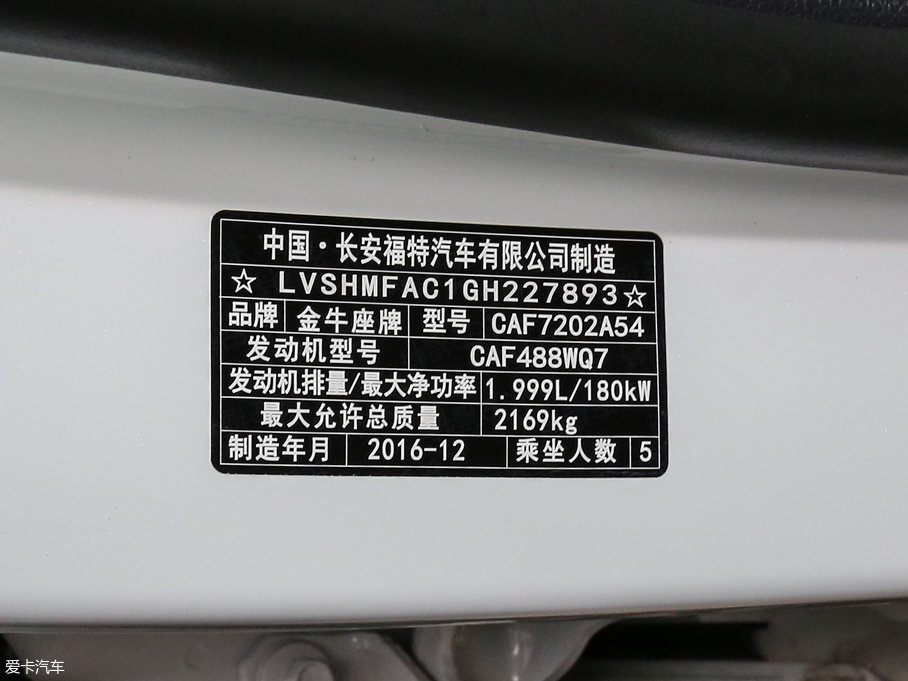 中国·长安福特汽车有限公司制造
☆ LVSHMFAC1GH227893 ☆
品牌 金牛座牌 型号 CAF7202A54
发动机型号 CAF488WQ7
发动机排量/最大净功率 1.999L/180kW
最大允许总质量 2169kg
制造年月 2016-12 乘坐人数 5
爱卡汽车